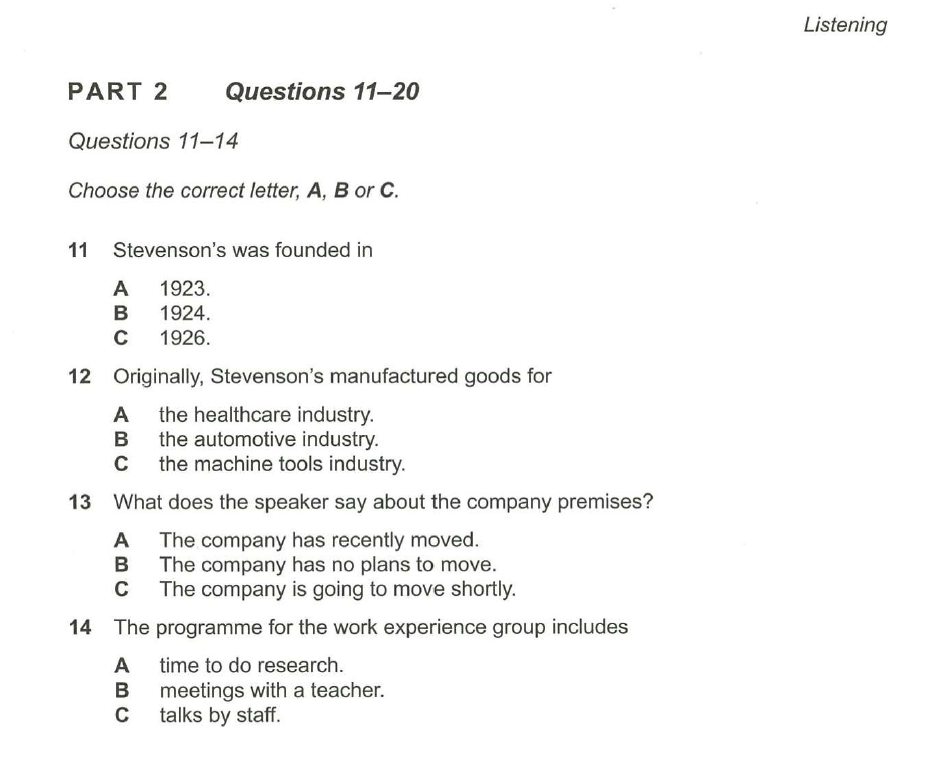 Listening
PART 2 Questions 11–20
Questions 11–14
Choose the correct letter, A, B or C.
11 Stevenson's was founded in
A 1923.
B 1924.
C 1926.
12 Originally, Stevenson's manufactured goods for
A the healthcare industry.
B the automotive industry.
C the machine tools industry.
13 What does the speaker say about the company premises?
A The company has recently moved.
B The company has no plans to move.
C The company is going to move shortly.
14 The programme for the work experience group includes
A time to do research.
B meetings with a teacher.
C talks by staff.